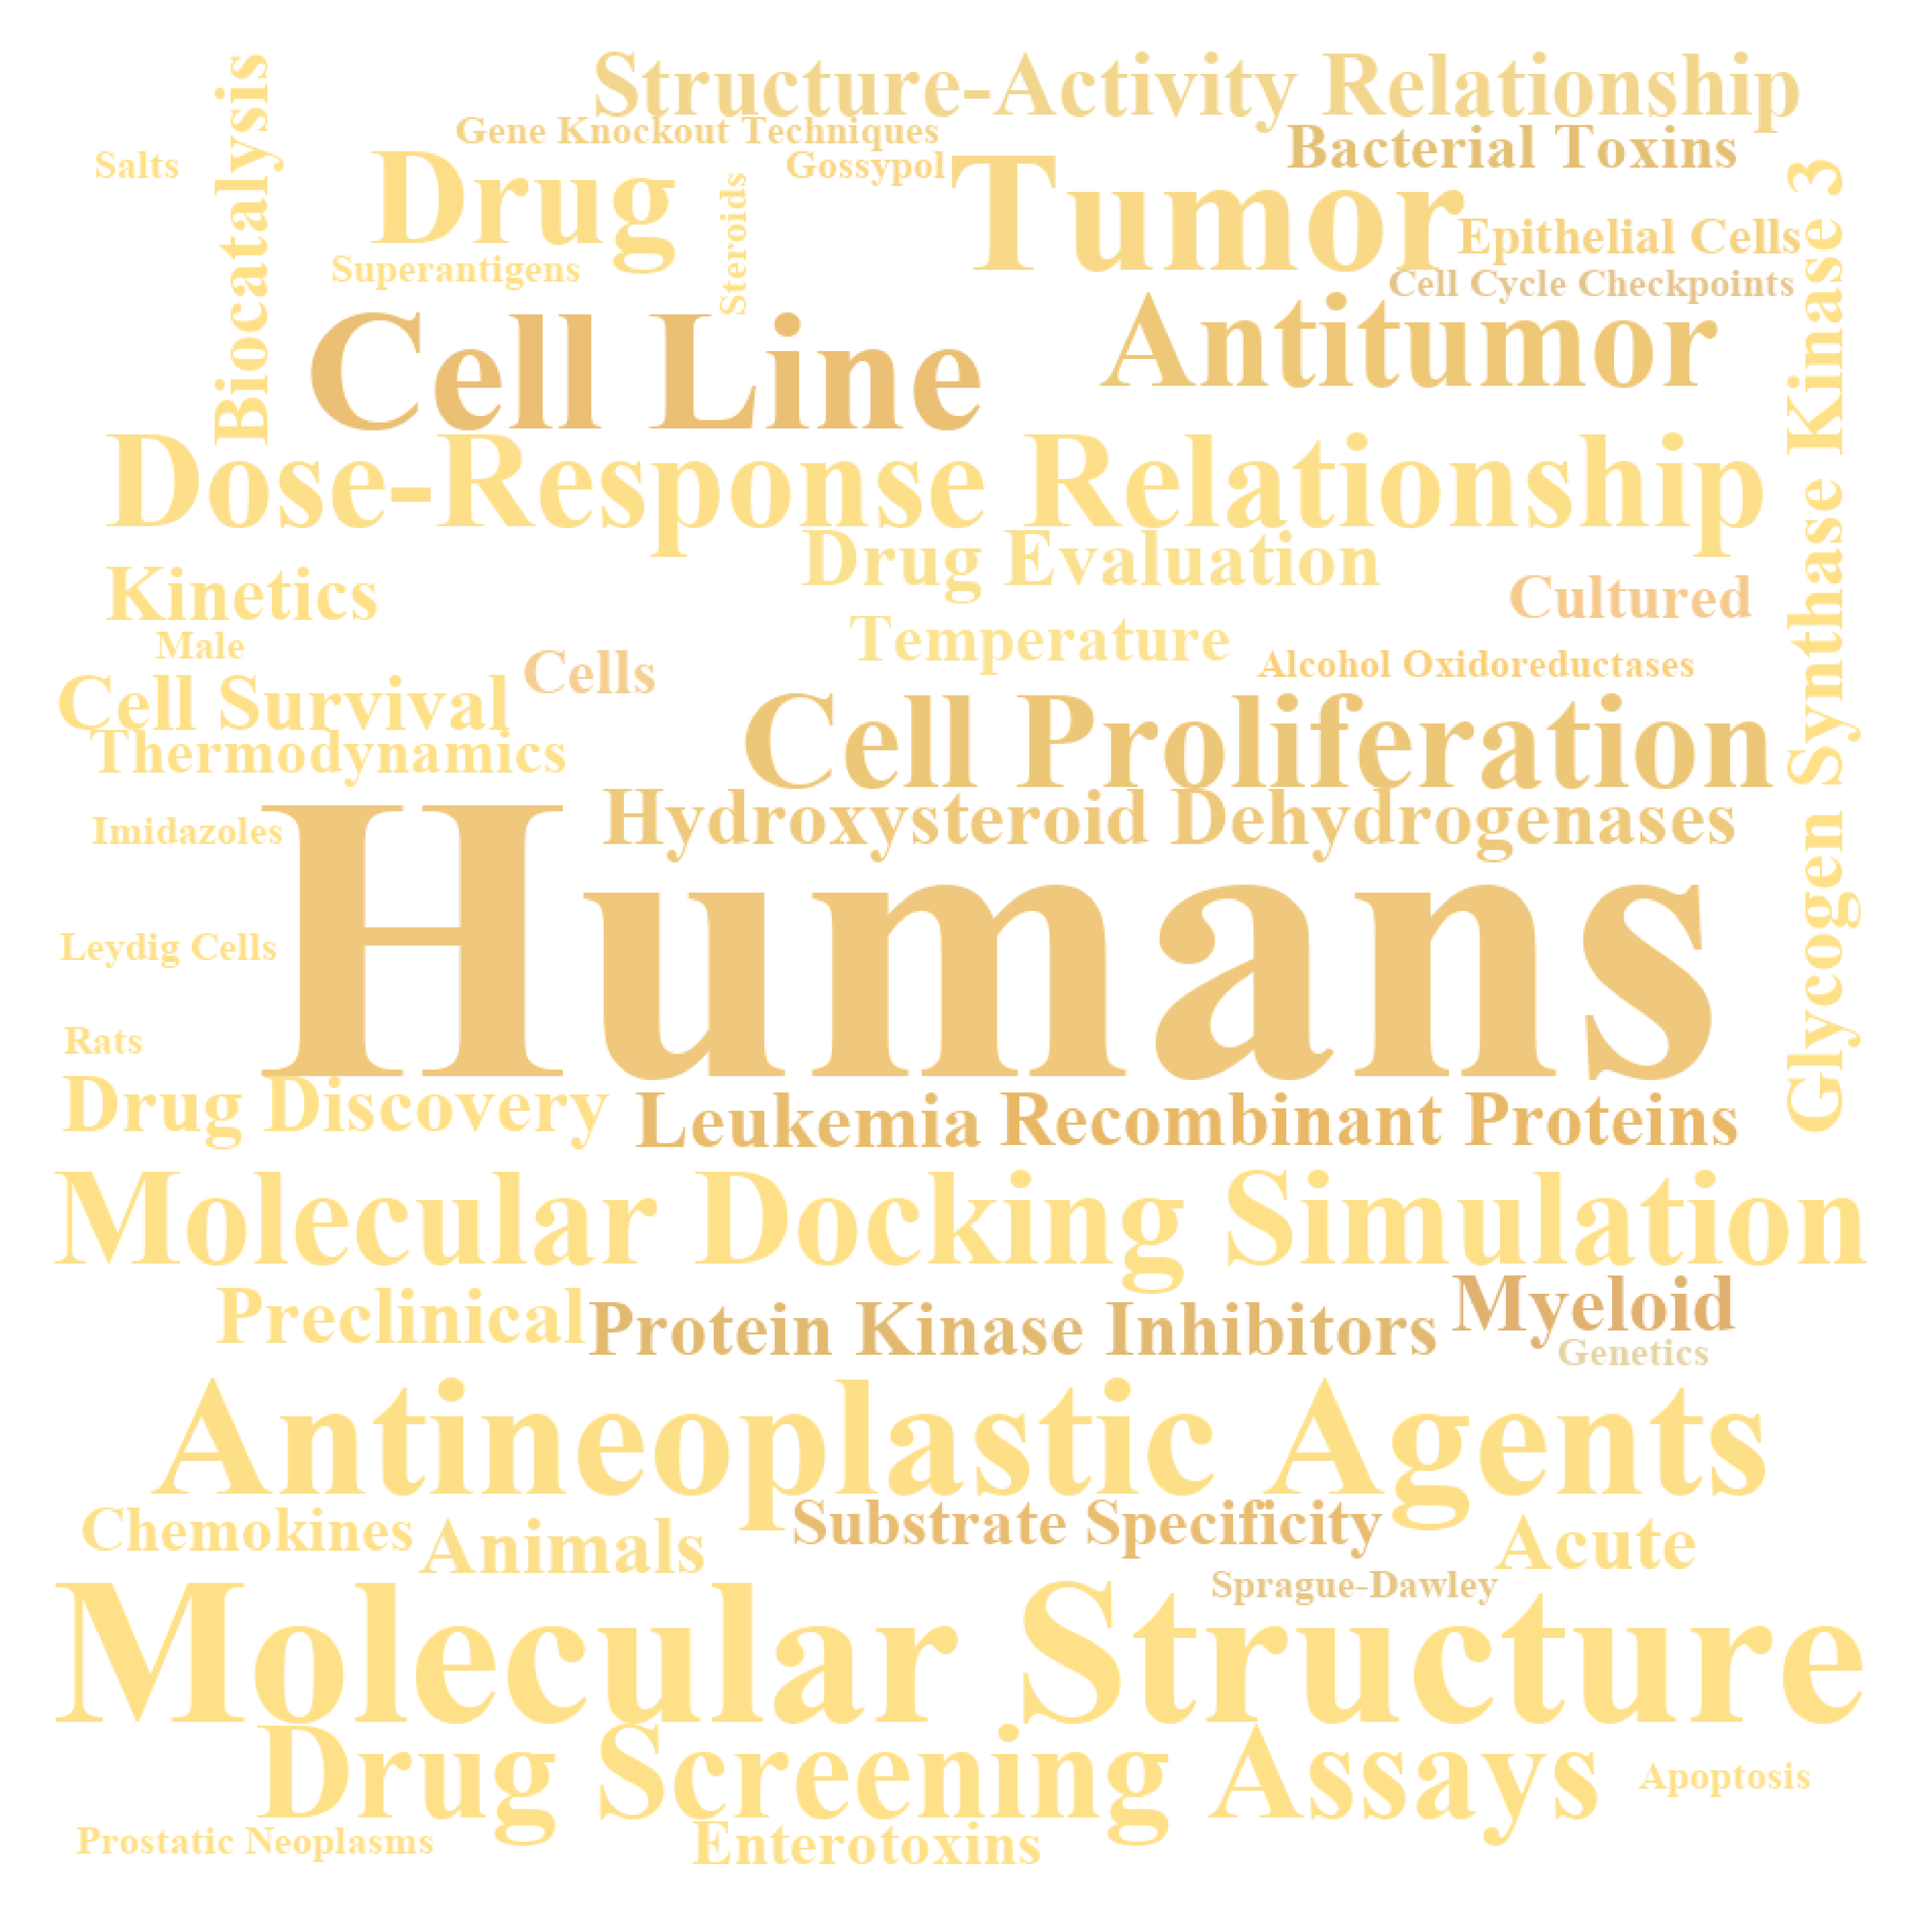 Structure-Activity Relationship
Gene Knockout Techniques
Bacterial Toxins
Salts
Biocatalysis
Drug
Steroids
Gossypol
Tumor
Epithelial Cells
Superantigens
Cell Cycle Checkpoints
Glycogen Synthase Kinase 3
Cell Line
Antitumor
Dose-Response Relationship
Drug Evaluation
Kinetics
Cultured
Male
Temperature
Cells
Alcohol Oxidoreductases
Cell Survival
Cell Proliferation
Thermodynamics
Imidazoles
Hydroxysteroid Dehydrogenases
Humans
Leydig Cells
Rats
Drug Discovery
Leukemia
Recombinant Proteins
Molecular Docking Simulation
Preclinical
Protein Kinase Inhibitors
Myeloid
Genetics
Antineoplastic Agents
Chemokines
Animals
Substrate Specificity
Acute
Sprague-Dawley
Molecular Structure
Drug Screening Assays
Apoptosis
Prostatic Neoplasms
Enterotoxins